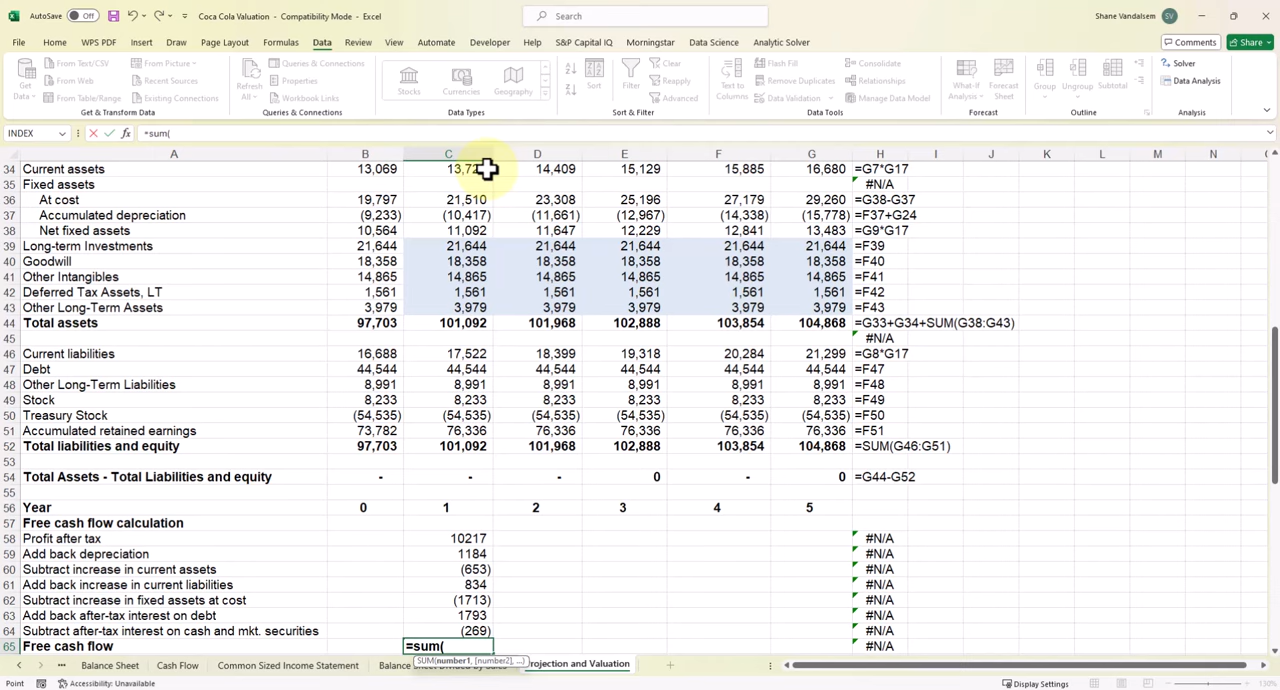 AutoSave Off Coca Cola Valuation - Compatibility Mode - Excel Search Shane Vandalsem SV
File Home WPS PDF Insert Draw Page Layout Formulas Data Review View Automate Developer Help S&P Capital IQ Morningstar Data Science Analytic Solver Comments Share
Get Data From Text/CSV From Web From Table/Range From Picture Recent Sources Existing Connections
Get & Transform Data
Refresh All Queries & Connections Properties Workbook Links
Queries & Connections
Stocks Currencies Geography
Data Types
Sort Filter Clear Reapply Advanced
Sort & Filter
Text to Columns Flash Fill Remove Duplicates Data Validation Consolidate Relationships Manage Data Model
Data Tools
What-If Analysis Forecast Sheet
Forecast
Group Ungroup Subtotal
Outline
Solver Data Analysis
Analysis
INDEX fx =sum(
A B C D E F G H I J K L M N
34 Current assets 13,069 14,409 15,129 15,885 16,680 =G7*G17
35 Fixed assets #N/A
36 At cost 19,797 21,510 23,308 25,196 27,179 29,260 =G38-G37
37 Accumulated depreciation (9,233) (10,417) (11,661) (12,967) (14,338) (15,778) =F37+G24
38 Net fixed assets 10,564 11,092 11,647 12,229 12,841 13,483 =G9*G17
39 Long-term Investments 21,644 21,644 21,644 21,644 21,644 21,644 =F39
40 Goodwill 18,358 18,358 18,358 18,358 18,358 18,358 =F40
41 Other Intangibles 14,865 14,865 14,865 14,865 14,865 14,865 =F41
42 Deferred Tax Assets, LT 1,561 1,561 1,561 1,561 1,561 1,561 =F42
43 Other Long-Term Assets 3,979 3,979 3,979 3,979 3,979 3,979 =F43
44 Total assets 97,703 101,092 101,968 102,888 103,854 104,868 =G33+G34+SUM(G38:G43)
45 #N/A
46 Current liabilities 16,688 17,522 18,399 19,318 20,284 21,299 =G8*G17
47 Debt 44,544 44,544 44,544 44,544 44,544 44,544 =F47
48 Other Long-Term Liabilities 8,991 8,991 8,991 8,991 8,991 8,991 =F48
49 Stock 8,233 8,233 8,233 8,233 8,233 8,233 =F49
50 Treasury Stock (54,535) (54,535) (54,535) (54,535) (54,535) (54,535) =F50
51 Accumulated retained earnings 73,782 76,336 76,336 76,336 76,336 76,336 =F51
52 Total liabilities and equity 97,703 101,092 101,968 102,888 103,854 104,868 =SUM(G46:G51)
53
54 Total Assets - Total Liabilities and equity - - - 0 - 0 =G44-G52
55
56 Year 0 1 2 3 4 5
57 Free cash flow calculation
58 Profit after tax 10217 #N/A
59 Add back depreciation 1184 #N/A
60 Subtract increase in current assets (653) #N/A
61 Add back increase in current liabilities 834 #N/A
62 Subtract increase in fixed assets at cost (1713) #N/A
63 Add back after-tax interest on debt 1793 #N/A
64 Subtract after-tax interest on cash and mkt. securities (269) #N/A
65 Free cash flow =sum( #N/A
SUM(number1, [number2], ...)
Balance Sheet Cash Flow Common Sized Income Statement Balance Sheet Divided by Sales Projection and Valuation
Point Accessibility: Unavailable Display Settings 130%